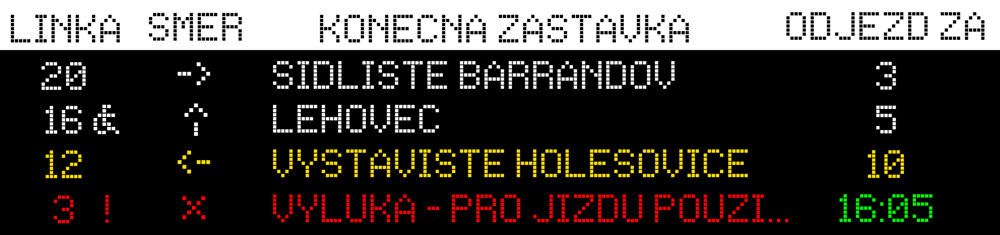 LINKA SMER KONECNA ZASTAVKA ODJEZD ZA
20 -> SIDLISTE BARRANDOV 3
16 & ↑ LEHOVEC 5
12 <- VYSTAVISTE HOLESOVICE 10
3 ! X VYLUKA - PRO JIZDU POUZI... 16:05